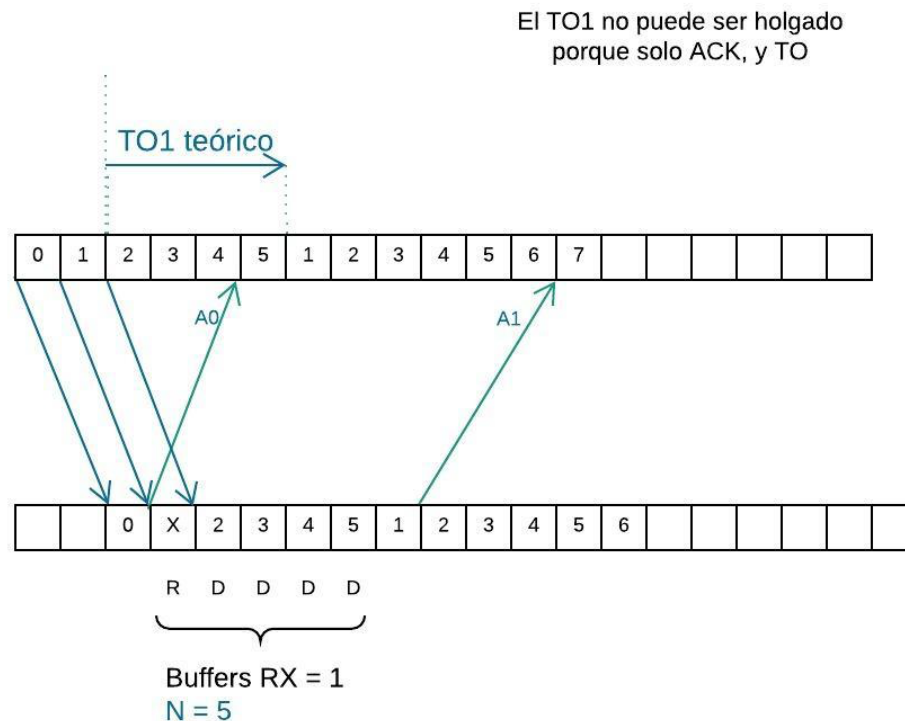 El TO1 no puede ser holgado
porque solo ACK, y TO
TO1 teórico
0 1 2 3 4 5 1 2 3 4 5 6 7
A0
A1
0 X 2 3 4 5 1 2 3 4 5 6
R D D D D
Buffers RX = 1
N = 5